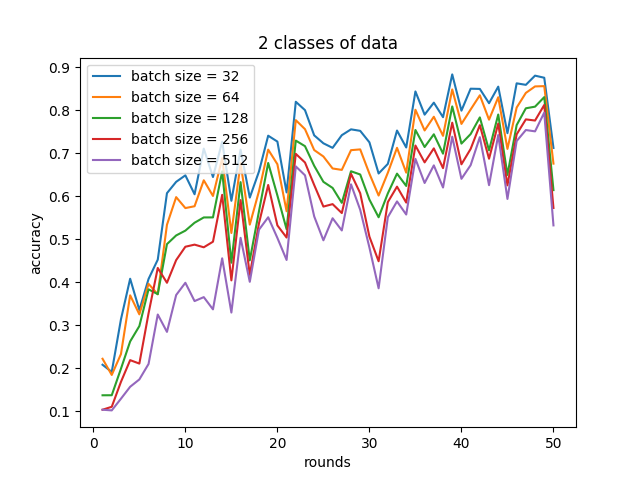 2 classes of data
accuracy
0.9
0.8
0.7
0.6
0.5
0.4
0.3
0.2
0.1
batch size = 32
batch size = 64
batch size = 128
batch size = 256
batch size = 512
0
10
20
30
40
50
rounds